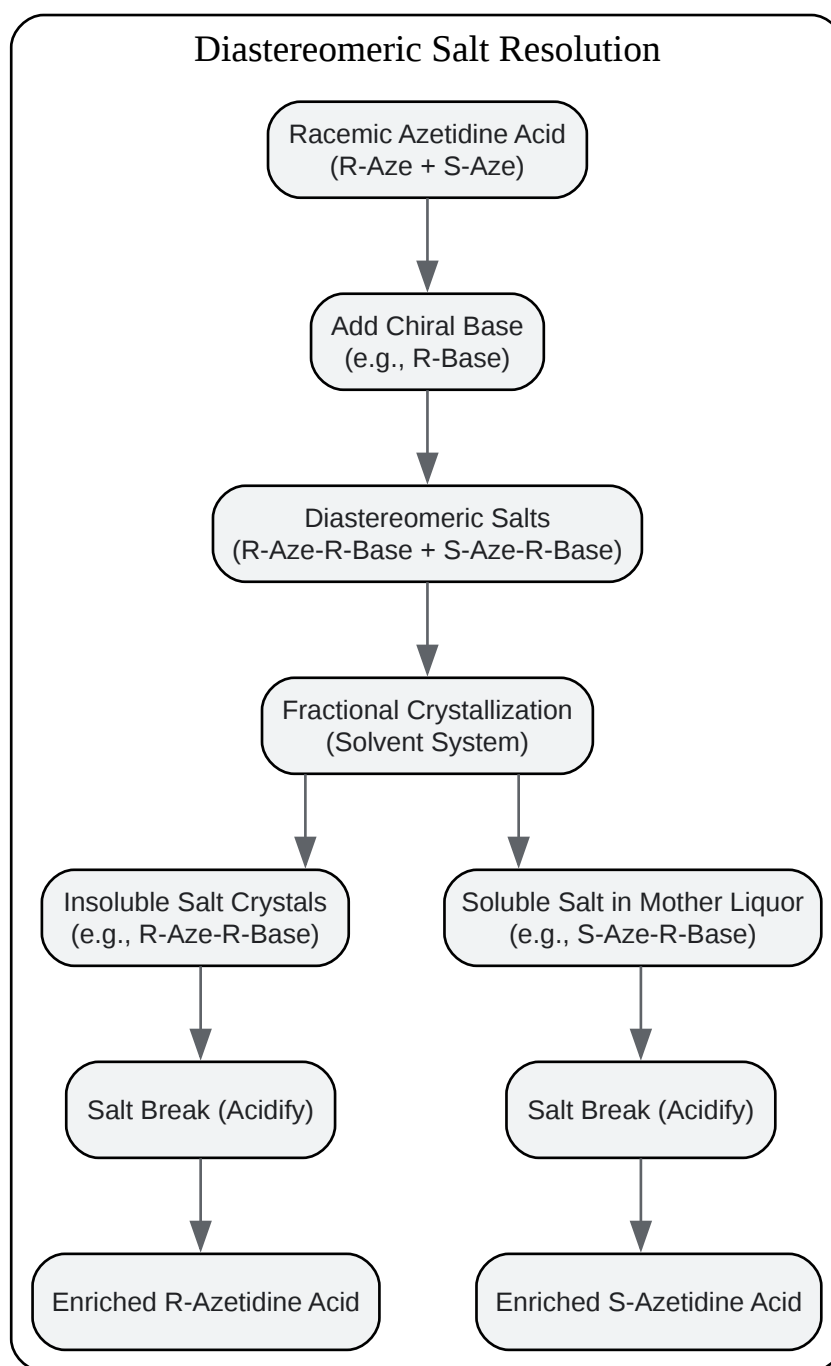 Diastereomeric Salt Resolution
Racemic Azetidine Acid
(R-Aze + S-Aze)
Add Chiral Base
(e.g., R-Base)
Diastereomeric Salts
(R-Aze-R-Base + S-Aze-R-Base)
Fractional Crystallization
(Solvent System)
Insoluble Salt Crystals
(e.g., R-Aze-R-Base)
Soluble Salt in Mother Liquor
(e.g., S-Aze-R-Base)
Salt Break (Acidify)
Salt Break (Acidify)
Enriched R-Azetidine Acid
Enriched S-Azetidine Acid